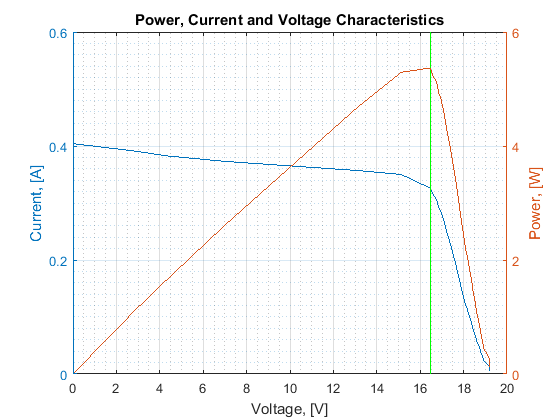 Power, Current and Voltage Characteristics
0.6
0.4
0.2
0
Current, [A]
6
4
2
0
Power, [W]
0 2 4 6 8 10 12 14 16 18 20
Voltage, [V]